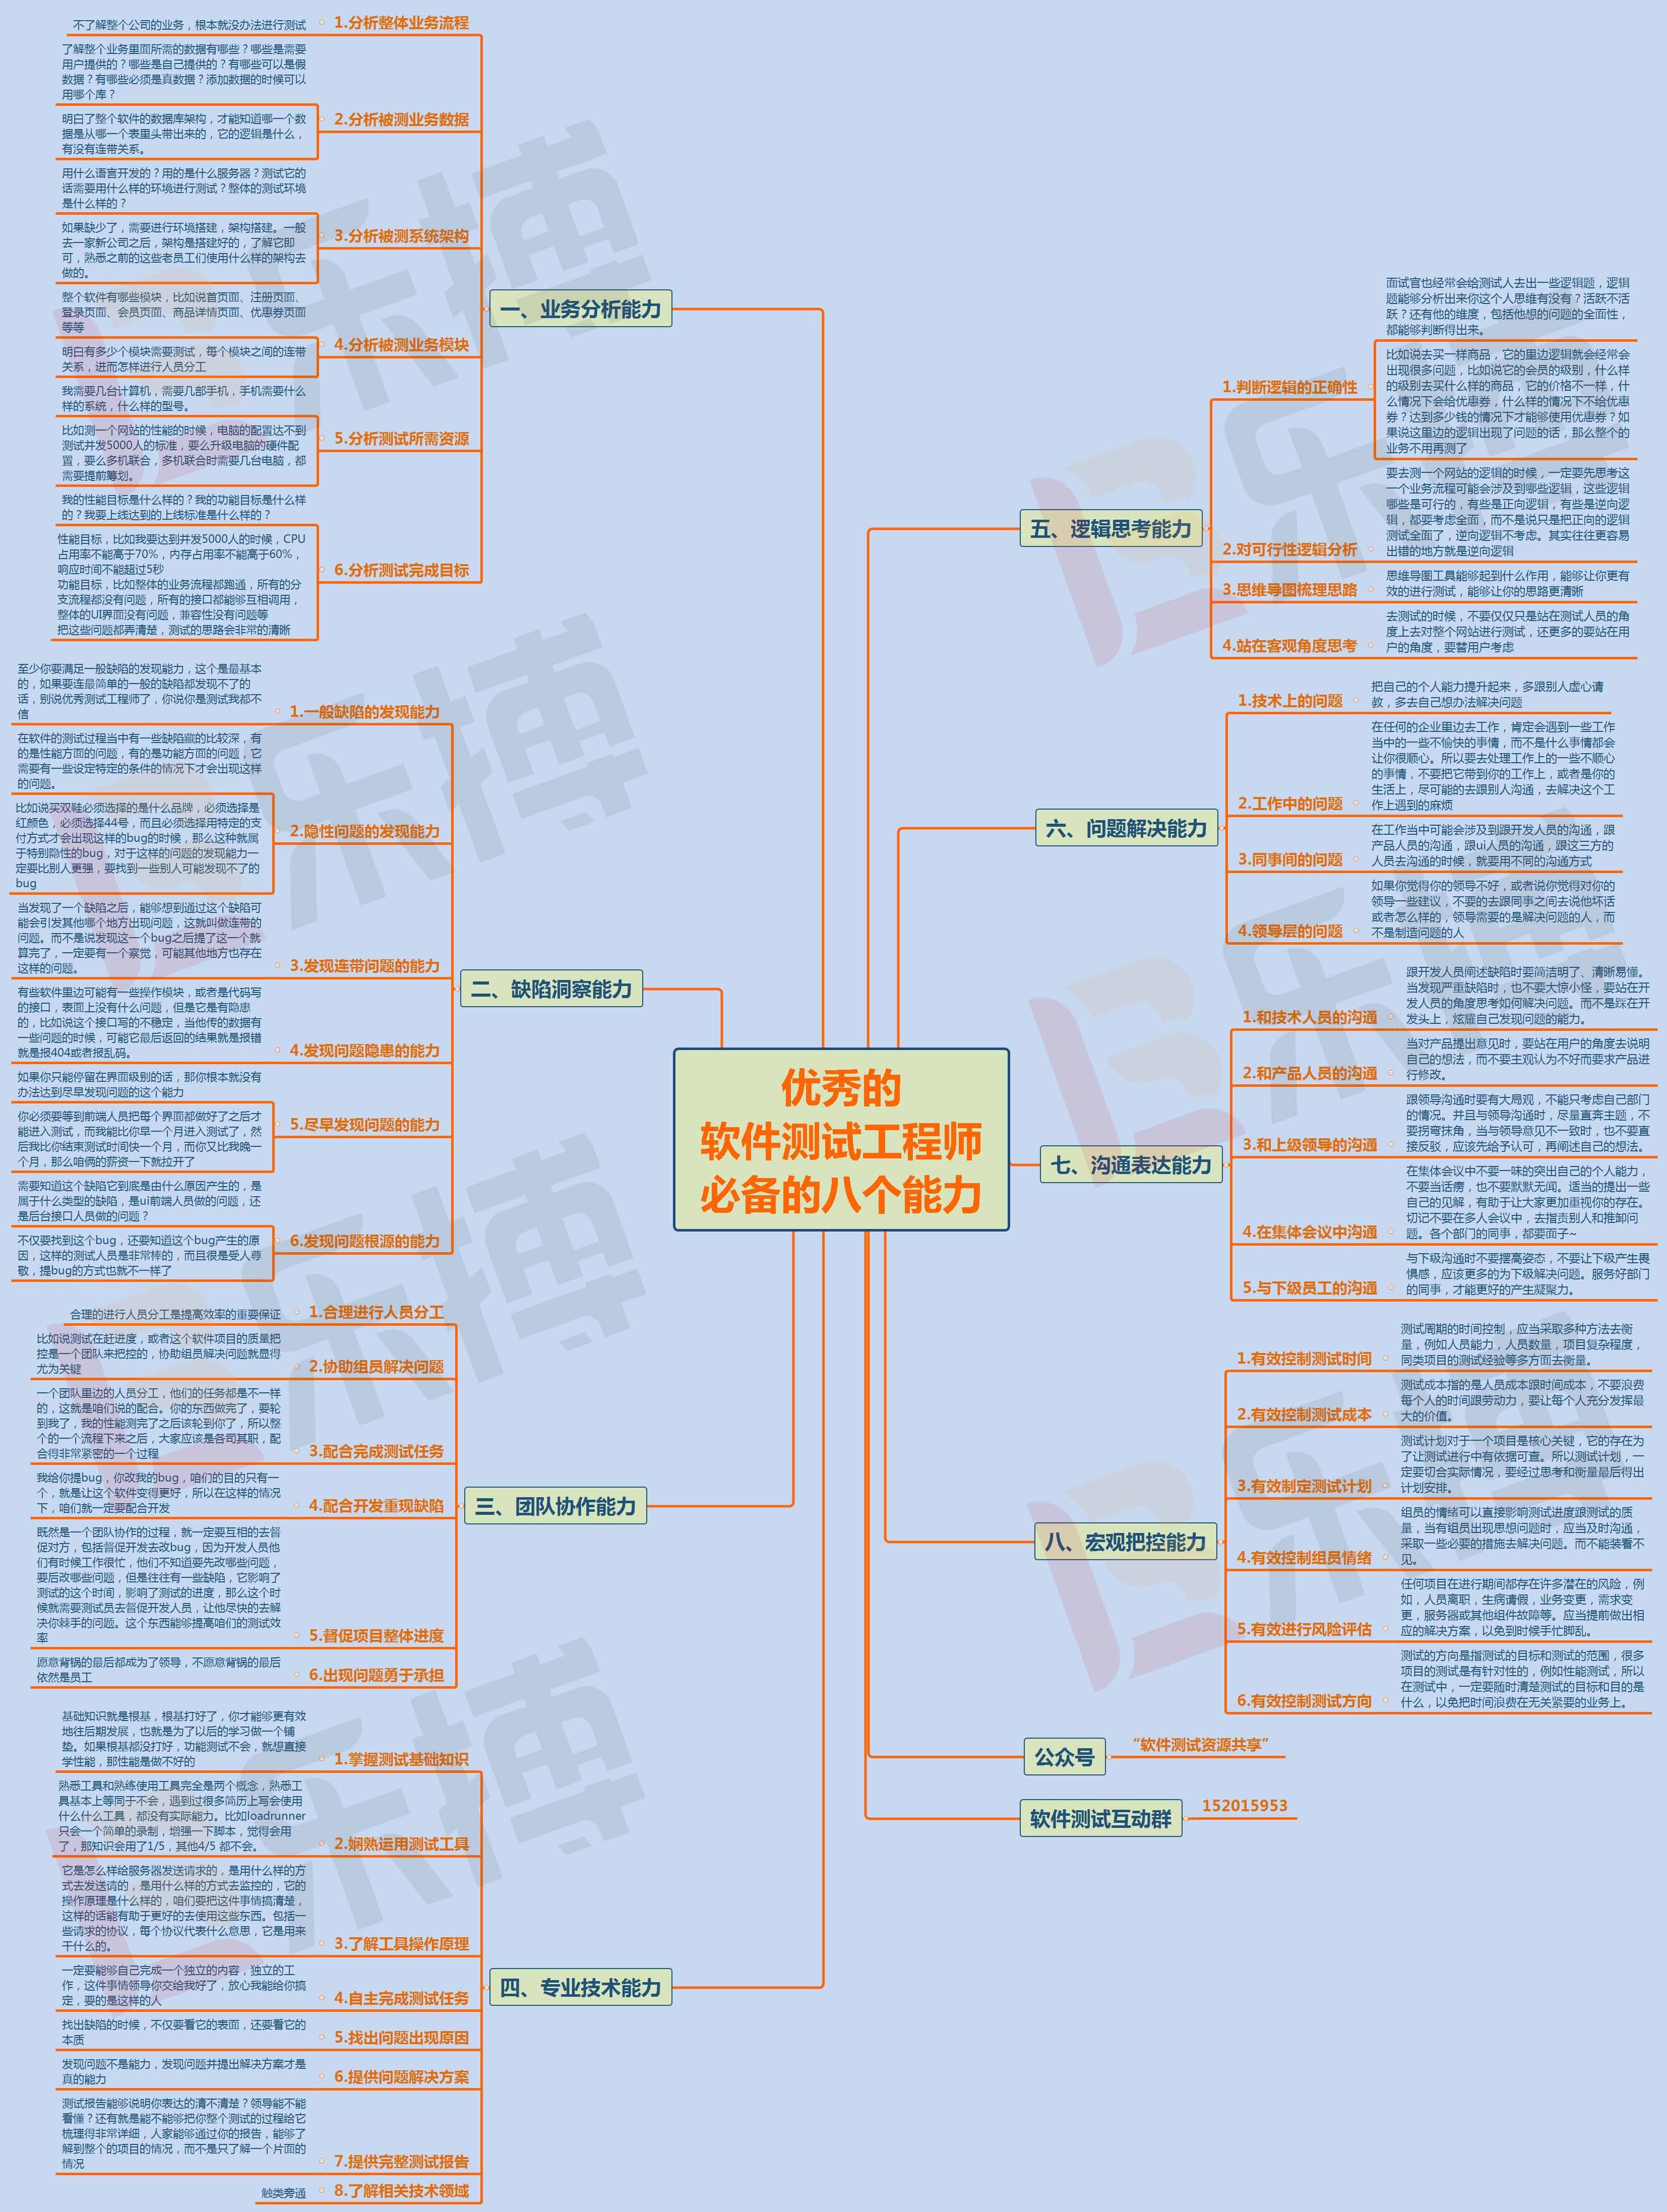 优秀的
软件测试工程师
必备的八个能力
一、业务分析能力
1.分析整体业务流程
不了解整个公司的业务，根本就没办法进行测试
2.分析被测业务数据
了解整个业务里面所需的数据有哪些？哪些是需要
用户提供的？哪些是自己提供的？有哪些可以是假
数据？有哪些必须是真数据？添加数据的时候可以
用哪个库？
明白了整个软件的数据库架构，才能知道哪一个数
据是从哪一个表里头带出来的，它的逻辑是什么，
有没有连带关系。
3.分析被测系统架构
用什么语言开发的？用的是什么服务器？测试它的
话需要用什么样的环境进行测试？整体的测试环境
是什么样的？
如果缺少了，需要进行环境搭建，架构搭建。一般
去一家新公司之后，架构是搭建好的，了解它即
可，熟悉之前的这些老员工们使用什么样的架构去
做的。
4.分析被测业务模块
整个软件有哪些模块，比如说首页面、注册页面、
登录页面、会员页面、商品详情页面、优惠券页面
等等
明白有多少个模块需要测试，每个模块之间的连带
关系，进而怎样进行人员分工
5.分析测试所需资源
我需要几台计算机，需要几部手机，手机需要什么
样的系统，什么样的型号。
比如测一个网站的性能的时候，电脑的配置达不到
测试并发5000人的标准，要么升级电脑的硬件配
置，要么多机联合，多机联合时需要几台电脑，都
需要提前筹划。
6.分析测试完成目标
我的性能目标是什么样的？我的功能目标是什么样
的？我要上线达到的上线标准是什么样的？
性能目标，比如我要达到并发5000人的时候，CPU
占用率不能高于70%，内存占用率不能高于60%，
响应时间不能超过5秒
功能目标，比如整体的业务流程都跑通，所有的分
支流程都没有问题，所有的接口都能够互相调用，
整体的UI界面没有问题，兼容性没有问题等
把这些问题都弄清楚，测试的思路会非常的清晰
二、缺陷洞察能力
1.一般缺陷的发现能力
至少你要满足一般缺陷的发现能力，这个是最基本
的，如果要连最简单的一般的缺陷都发现不了的
话，别说优秀测试工程师了，你说你是测试我都不
信
2.隐性问题的发现能力
在软件的测试过程当中有一些缺陷藏的比较深，有
的是性能方面的问题，有的是功能方面的问题，它
需要有一些设定特定的条件的情况下才会出现这样
的问题。
比如说买双鞋必须选择的是什么品牌，必须选择是
红颜色，必须选择44号，而且必须选择用特定的支
付方式才会出现这样的bug的时候，那么这种就属
于特别隐性的bug，对于这样的问题的发现能力一
定要比别人更强，要找到一些别人可能发现不了的
bug
3.发现连带问题的能力
当发现了一个缺陷之后，能够想到通过这个缺陷可
能会引发其他哪个地方出现问题，这就叫做连带的
问题。而不是说发现这一个bug之后提了这一个就
算完了，一定要有一个察觉，可能其他地方也存在
这样的问题。
4.发现问题隐患的能力
有些软件里边可能有一些操作模块，或者是代码写
的接口，表面上没有什么问题，但是它是有隐患
的，比如说这个接口写的不稳定，当他传的数据有
一些问题的时候，可能它最后返回的结果就是报错
就是报404或者报乱码。
5.尽早发现问题的能力
如果你只能停留在界面级别的话，那你根本就没有
办法达到尽早发现问题的这个能力
你必须要等到前端人员把每个界面都做好了之后才
能进入测试，而我能比你早一个月进入测试了，然
后我比你结束测试时间快一个月，而你又比我晚一
个月，那么咱俩的薪资一下就拉开了
6.发现问题根源的能力
需要知道这个缺陷它到底是由什么原因产生的，是
属于什么类型的缺陷，是ui前端人员做的问题，还
是后台接口人员做的问题？
不仅要找到这个bug，还要知道这个bug产生的原
因，这样的测试人员是非常棒的，而且很是受人尊
敬，提bug的方式也就不一样了
三、团队协作能力
1.合理进行人员分工
合理的进行人员分工是提高效率的重要保证
2.协助组员解决问题
比如说测试在赶进度，或者这个软件项目的质量把
控是一个团队来把控的，协助组员解决问题就显得
尤为关键
3.配合完成测试任务
一个团队里边的人员分工，他们的任务都是不一样
的，这就是咱们说的配合。你的东西做完了，要轮
到我了，我的性能测完了之后该轮到你了，所以整
个的一个流程下来之后，大家应该是各司其职，配
合得非常紧密的一个过程
4.配合开发重现缺陷
我给你提bug，你改我的bug，咱们的目的只有一
个，就是让这个软件变得更好，所以在这样的情况
下，咱们就一定要配合开发
5.督促项目整体进度
既然是一个团队协作的过程，就一定要互相的去督
促对方，包括督促开发去改bug，因为开发人员他
们有时候工作很忙，他们不知道要先改哪些问题，
要后改哪些问题，但是往往有一些缺陷，它影响了
测试的这个时间，影响了测试的进度，那么这个时
候就需要测试员去督促开发人员，让他尽快的去解
决你棘手的问题。这个东西能够提高咱们的测试效
率
6.出现问题勇于承担
愿意背锅的最后都成为了领导，不愿意背锅的最后
依然是员工
四、专业技术能力
1.掌握测试基础知识
基础知识就是根基，根基打好了，你才能够更有效
地往后期发展，也就是为了以后的学习做一个铺
垫。如果根基都没打好，功能测试不会，就想直接
学性能，那性能是做不好的
2.娴熟运用测试工具
熟悉工具和熟练使用工具完全是两个概念，熟悉工
具基本上等同于不会，遇到过很多简历上写会使用
什么什么工具，都没有实际能力。比如loadrunner
只会一个简单的录制，增强一下脚本，觉得会用
了，那知识会用了1/5，其他4/5 都不会。
3.了解工具操作原理
它是怎么样给服务器发送请求的，是用什么样的方
式去发送请的，是用什么样的方式去监控的，它的
操作原理是什么样的，咱们要把这件事情搞清楚，
这样的话能有助于更好的去使用这些东西。包括一
些请求的协议，每个协议代表什么意思，它是用来
干什么的。
4.自主完成测试任务
一定要能够自己完成一个独立的内容，独立的工
作，这件事情领导你交给我好了，放心我能给你搞
定，要的是这样的人
5.找出问题出现原因
找出缺陷的时候，不仅要看它的表面，还要看它的
本质
6.提供问题解决方案
发现问题不是能力，发现问题并提出解决方案才是
真的能力
7.提供完整测试报告
测试报告能够说明你表达的清不清楚？领导能不能
看懂？还有就是能不能够把你整个测试的过程给它
梳理得非常详细，人家能够通过你的报告，能够了
解到整个的项目的情况，而不是只了解一个片面的
情况
8.了解相关技术领域
触类旁通
五、逻辑思考能力
1.判断逻辑的正确性
面试官也经常会给测试人去出一些逻辑题，逻辑
题能够分析出来你这个人思维有没有？活跃不活
跃？还有他的维度，包括他想的问题的全面性，
都能够判断得出来。
比如说去买一样商品，它的里边逻辑就会经常会
出现很多问题，比如说它的会员的级别，什么样
的级别去买什么样的商品，它的价格不一样，什
么情况下会给优惠券，什么样的情况下不给优惠
券？达到多少钱的情况下才能够使用优惠券？如
果说这里边的逻辑出现了问题的话，那么整个的
业务不用再测了
2.对可行性逻辑分析
要去测一个网站的逻辑的时候，一定要先思考这
一个业务流程可能会涉及到哪些逻辑，这些逻辑
哪些是可行的，有些是正向逻辑，有些是逆向逻
辑，都要考虑全面，而不是说只是把正向的逻辑
测试全面了，逆向逻辑不考虑。其实往往更容易
出错的地方就是逆向逻辑
3.思维导图梳理思路
思维导图工具能够起到什么作用，能够让你更有
效的进行测试，能够让你的思路更清晰
4.站在客观角度思考
去测试的时候，不要仅仅只是站在测试人员的角
度上去对整个网站进行测试，还更多的要站在用
户的角度，要替用户考虑
六、问题解决能力
1.技术上的问题
把自己的个人能力提升起来，多跟别人虚心请
教，多去自己想办法解决问题
2.工作中的问题
在任何的企业里边去工作，肯定会遇到一些工作
当中的一些不愉快的事情，而不是什么事情都会
让你很顺心。所以要去处理工作上的一些不顺心
的事情，不要把它带到你的工作上，或者是你的
生活上，尽可能的去跟别人沟通，去解决这个工
作上遇到的麻烦
3.同事间的问题
在工作当中可能会涉及到跟开发人员的沟通，跟
产品人员的沟通，跟ui人员的沟通，跟这三方的
人员去沟通的时候，就要用不同的沟通方式
4.领导层的问题
如果你觉得你的领导不好，或者说你觉得对你的
领导一些建议，不要的去跟同事之间去说他坏话
或者怎么样的，领导需要的是解决问题的人，而
不是制造问题的人
七、沟通表达能力
1.和技术人员的沟通
跟开发人员阐述缺陷时要简洁明了、清晰易懂。
当发现严重缺陷时，也不要大惊小怪，要站在开
发人员的角度思考如何解决问题。而不是踩在开
发头上，炫耀自己发现问题的能力。
2.和产品人员的沟通
当对产品提出意见时，要站在用户的角度去说明
自己的想法，而不要主观认为不好而要求产品进
行修改。
3.和上级领导的沟通
跟领导沟通时要有大局观，不能只考虑自己部门
的情况。并且与领导沟通时，尽量直奔主题，不
要拐弯抹角，当与领导意见不一致时，也不要直
接反驳，应该先给予认可，再阐述自己的想法。
4.在集体会议中沟通
在集体会议中不要一味的突出自己的个人能力，
不要当话痨，也不要默默无闻。适当的提出一些
自己的见解，有助于让大家更加重视你的存在。
切记不要在多人会议中，去指责别人和推卸问
题。各个部门的同事，都要面子~
5.与下级员工的沟通
与下级沟通时不要摆高姿态，不要让下级产生畏
惧感，应该更多的为下级解决问题。服务好部门
的同事，才能更好的产生凝聚力。
八、宏观把控能力
1.有效控制测试时间
测试周期的时间控制，应当采取多种方法去衡
量，例如人员能力，人员数量，项目复杂程度，
同类项目的测试经验等多方面去衡量。
2.有效控制测试成本
测试成本指的是人员成本跟时间成本，不要浪费
每个人的时间跟劳动力，要让每个人充分发挥最
大的价值。
3.有效制定测试计划
测试计划对于一个项目是核心关键，它的存在为
了让测试进行中有依据可查。所以测试计划，一
定要切合实际情况，要经过思考和衡量最后得出
计划安排。
4.有效控制组员情绪
组员的情绪可以直接影响测试进度跟测试的质
量，当有组员出现思想问题时，应当及时沟通，
采取一些必要的措施去解决问题。而不能装看不
见。
5.有效进行风险评估
任何项目在进行期间都存在许多潜在的风险，例
如，人员离职，生病请假，业务变更，需求变
更，服务器或其他组件故障等。应当提前做出相
应的解决方案，以免到时候手忙脚乱。
6.有效控制测试方向
测试的方向是指测试的目标和测试的范围，很多
项目的测试是有针对性的，例如性能测试，所以
在测试中，一定要随时清楚测试的目标和目的是
什么，以免把时间浪费在无关紧要的业务上。
公众号
“软件测试资源共享”
软件测试互动群
152015953
乐搏
乐搏
乐搏
乐搏
乐搏
乐搏
乐搏